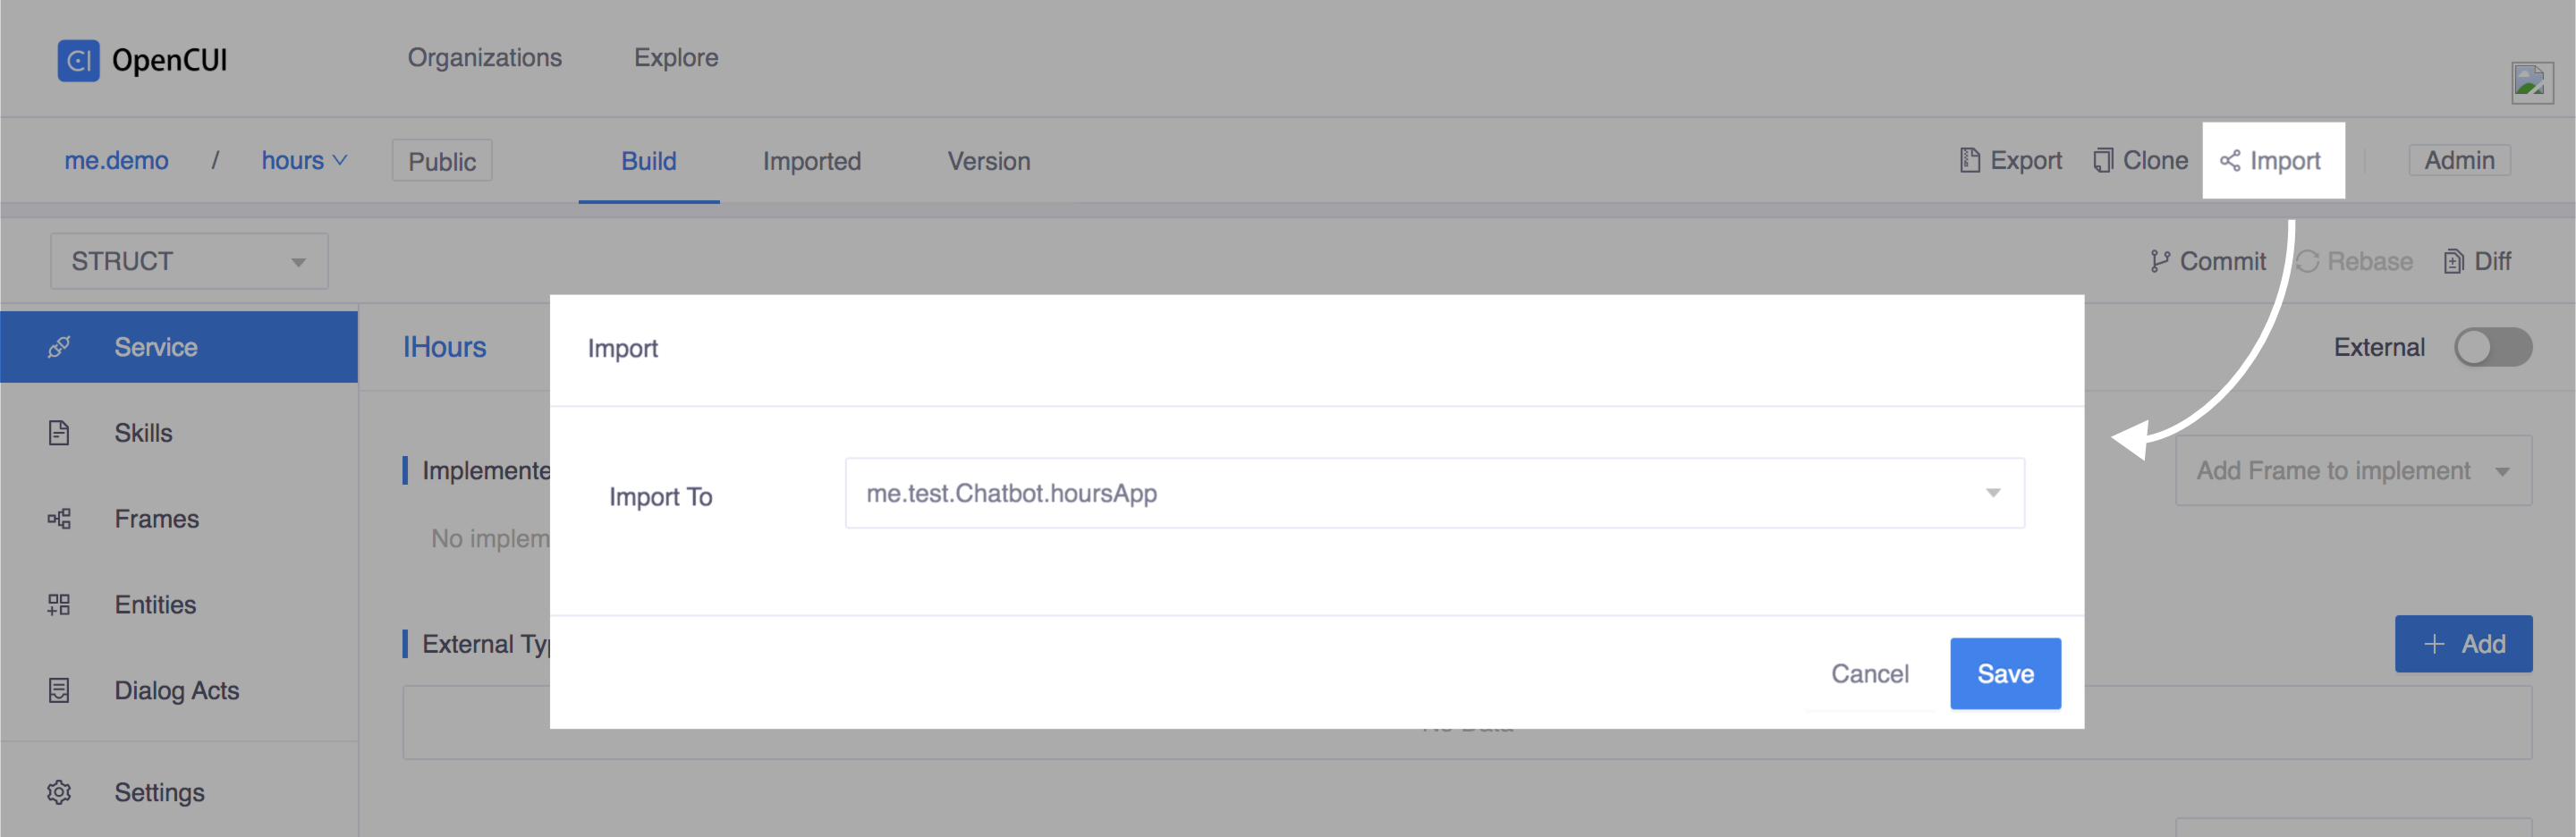 OpenCUI
Organizations
Explore
me.demo / hours
Public
Build
Imported
Version
Export
Clone
Import
Admin
STRUCT
Commit
Rebase
Diff
Service
IHours
External
Import
Skills
Implemente
Add Frame to implement
Import To
me.test.Chatbot.hoursApp
Frames
No implem
Entities
External Ty
Add
Dialog Acts
Cancel
Save
No Data
Settings